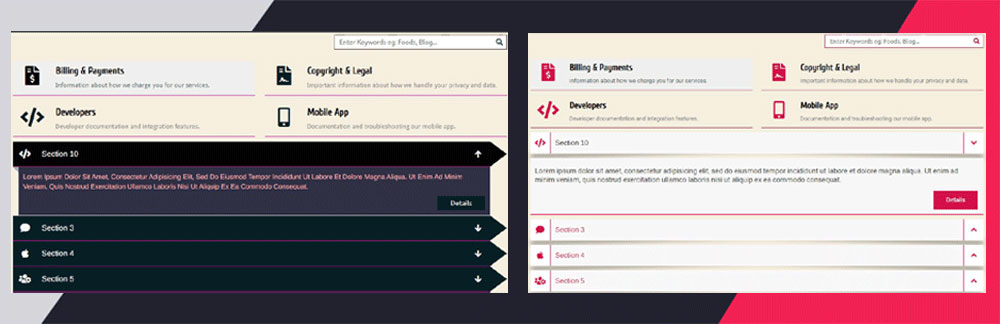 Enter Keywords eg: Foods, Blog...
Billing & Payments
Information about how we charge you for our services.
Copyright & Legal
Important information about how we handle your privacy and data.
Developers
Developer documentation and integration features.
Mobile App
Documentation and troubleshooting our mobile app.
Section 10
Lorem Ipsum Dolor Sit Amet, Consectetur Adipiscing Elit, Sed Do Eiusmod Tempor Incididunt Ut Labore Et Dolore Magna Aliqua. Ut Enim Ad Minim
Veniam, Quis Nostrud Exercitation Ullamco Laboris Nisi Ut Aliquip Ex Ea Commodo Consequat.
Details
Section 3
Section 4
Section 5
Enter Keywords eg: Foods, Blog...
Billing & Payments
Information about how we charge you for our services.
Copyright & Legal
Important information about how we handle your privacy and data.
Developers
Developer documentation and integration features.
Mobile App
Documentation and troubleshooting our mobile app.
Section 10
Lorem ipsum dolor sit amet, consectetur adipiscing elit, sed do eiusmod tempor incididunt ut labore et dolore magna aliqua. Ut enim ad
minim veniam, quis nostrud exercitation ullamco laboris nisi ut aliquip ex ea commodo consequat.
Details
Section 3
Section 4
Section 5